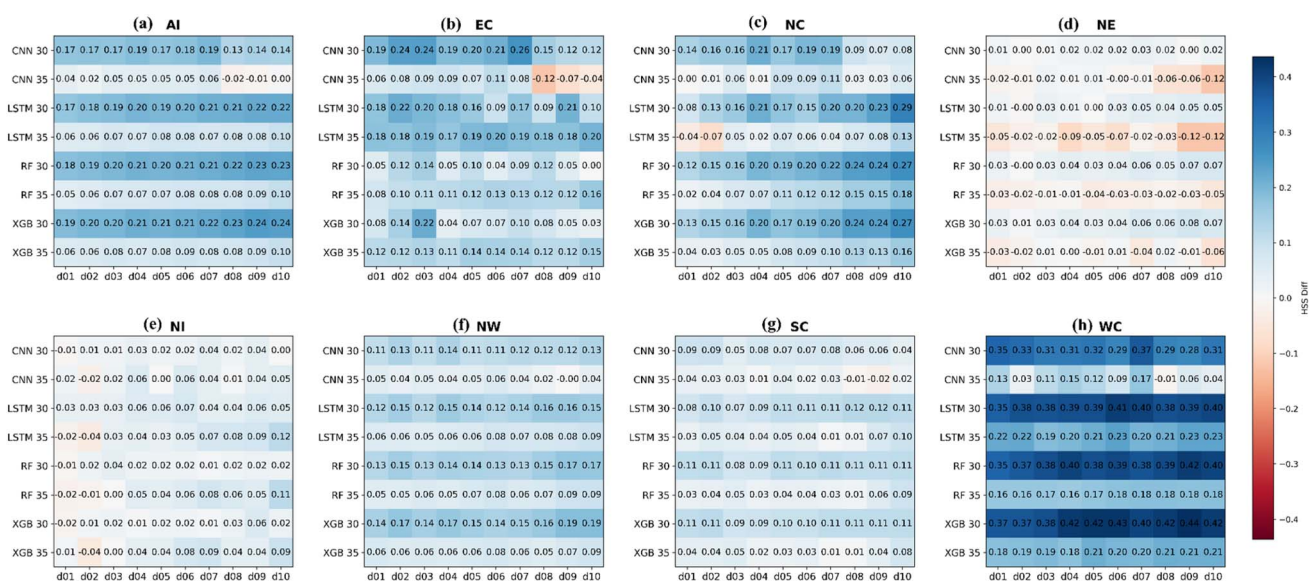 (a) AI
CNN 30 0.17 0.17 0.17 0.19 0.17 0.18 0.19 0.13 0.14 0.14
CNN 35 0.04 0.02 0.05 0.05 0.05 0.06 0.08 -0.02 -0.01 0.00
LSTM 30 0.17 0.18 0.19 0.20 0.19 0.20 0.21 0.21 0.22 0.22
LSTM 35 0.06 0.06 0.07 0.07 0.08 0.08 0.08 0.08 0.08 0.10
RF 30 0.18 0.19 0.20 0.21 0.20 0.21 0.21 0.22 0.23 0.23
RF 35 0.05 0.06 0.07 0.07 0.07 0.08 0.08 0.08 0.09 0.10
XGB 30 0.19 0.20 0.20 0.21 0.21 0.21 0.22 0.23 0.24 0.24
XGB 35 0.06 0.06 0.08 0.07 0.08 0.09 0.09 0.08 0.09 0.10
d01 d02 d03 d04 d05 d06 d07 d08 d09 d10
(b) EC
CNN 30 0.19 0.24 0.24 0.19 0.20 0.21 0.26 0.15 0.12 0.12
CNN 35 0.06 0.08 0.09 0.09 0.07 0.11 0.08 -0.12 -0.07 -0.04
LSTM 30 0.18 0.22 0.20 0.18 0.16 0.09 0.17 0.09 0.21 0.10
LSTM 35 0.18 0.18 0.19 0.17 0.19 0.20 0.19 0.18 0.18 0.20
RF 30 0.05 0.12 0.14 0.05 0.10 0.04 0.09 0.12 0.05 0.00
RF 35 0.08 0.10 0.11 0.11 0.12 0.13 0.13 0.12 0.12 0.16
XGB 30 0.08 0.14 0.22 0.04 0.09 0.07 0.10 0.08 0.05 0.03
XGB 35 0.12 0.12 0.13 0.11 0.14 0.14 0.14 0.12 0.14 0.15
d01 d02 d03 d04 d05 d06 d07 d08 d09 d10
(c) NC
CNN 30 0.14 0.16 0.16 0.21 0.17 0.19 0.19 0.09 0.07 0.08
CNN 35 0.00 0.01 0.06 0.01 0.09 0.09 0.11 0.03 0.03 0.06
LSTM 30 0.08 0.13 0.16 0.21 0.17 0.15 0.20 0.20 0.23 0.29
LSTM 35 -0.04 -0.07 0.05 0.02 0.07 0.07 0.10 0.07 0.08 0.13
RF 30 0.12 0.15 0.16 0.20 0.19 0.20 0.22 0.24 0.24 0.27
RF 35 0.02 0.04 0.07 0.07 0.11 0.12 0.12 0.15 0.15 0.18
XGB 30 0.13 0.15 0.16 0.20 0.19 0.20 0.20 0.24 0.24 0.27
XGB 35 0.03 0.04 0.05 0.05 0.09 0.10 0.10 0.13 0.13 0.16
d01 d02 d03 d04 d05 d06 d07 d08 d09 d10
(d) NE
CNN 30 0.01 0.00 0.01 0.02 0.02 0.02 0.01 0.02 0.00 0.02
CNN 35 -0.02 -0.01 0.02 0.01 0.01 -0.00 -0.01 -0.06 -0.06 -0.12
LSTM 30 0.01 -0.00 0.03 0.01 0.00 0.03 0.05 0.04 0.05 0.05
LSTM 35 -0.05 -0.02 -0.02 -0.09 -0.05 -0.07 -0.02 -0.03 -0.12 -0.12
RF 30 0.03 -0.00 0.03 0.04 0.03 0.04 0.06 0.05 0.07 0.07
RF 35 -0.03 -0.03 -0.02 -0.01 -0.04 -0.04 -0.03 -0.02 -0.03 -0.05
XGB 30 0.03 0.01 0.03 0.04 0.03 0.04 0.06 0.06 0.08 0.07
XGB 35 -0.03 -0.02 0.01 -0.01 -0.03 -0.00 -0.04 -0.01 -0.01 -0.06
d01 d02 d03 d04 d05 d06 d07 d08 d09 d10
(e) NI
CNN 30 -0.01 0.01 0.01 0.03 0.02 0.02 0.04 0.02 0.04 0.00
CNN 35 0.02 -0.02 0.02 0.06 0.00 0.06 0.04 0.01 0.04 0.05
LSTM 30 0.03 0.03 0.03 0.06 0.06 0.07 0.04 0.04 0.06 0.05
LSTM 35 -0.02 -0.04 0.03 0.04 0.03 0.05 0.07 0.08 0.09 0.12
RF 30 -0.01 0.02 0.04 0.02 0.02 0.02 0.01 0.02 0.02 0.02
RF 35 -0.02 -0.01 0.00 0.05 0.04 0.06 0.08 0.06 0.05 0.11
XGB 30 -0.02 0.01 0.02 0.02 0.02 0.02 0.01 0.03 0.06 0.02
XGB 35 0.01 -0.04 0.00 0.04 0.04 0.08 0.09 0.04 0.04 0.09
d01 d02 d03 d04 d05 d06 d07 d08 d09 d10
(f) NW
CNN 30 0.11 0.13 0.11 0.14 0.11 0.11 0.12 0.12 0.12 0.13
CNN 35 0.05 0.04 0.04 0.05 0.04 0.05 0.04 0.02 -0.00 0.04
LSTM 30 0.12 0.15 0.12 0.15 0.14 0.12 0.14 0.16 0.16 0.15
LSTM 35 0.06 0.06 0.05 0.06 0.06 0.07 0.08 0.08 0.08 0.09
RF 30 0.13 0.15 0.13 0.14 0.14 0.13 0.13 0.15 0.17 0.17
RF 35 0.05 0.05 0.06 0.07 0.05 0.08 0.06 0.07 0.07 0.09
XGB 30 0.14 0.17 0.14 0.15 0.17 0.15 0.14 0.16 0.19 0.19
XGB 35 0.06 0.06 0.06 0.08 0.06 0.08 0.06 0.05 0.07 0.09
d01 d02 d03 d04 d05 d06 d07 d08 d09 d10
(g) SC
CNN 30 0.09 0.09 0.05 0.08 0.07 0.07 0.08 0.06 0.06 0.04
CNN 35 0.04 0.03 0.03 0.01 0.04 0.02 0.03 -0.01 -0.02 0.02
LSTM 30 0.08 0.10 0.07 0.09 0.11 0.11 0.12 0.12 0.12 0.11
LSTM 35 0.03 0.05 0.04 0.04 0.07 0.04 0.01 0.01 0.07 0.10
RF 30 0.11 0.11 0.08 0.09 0.11 0.10 0.10 0.11 0.11 0.11
RF 35 0.03 0.04 0.05 0.03 0.04 0.04 0.03 0.01 0.06 0.09
XGB 30 0.11 0.11 0.09 0.09 0.10 0.11 0.10 0.11 0.11 0.11
XGB 35 0.04 0.04 0.05 0.02 0.05 0.03 0.03 0.01 0.04 0.08
d01 d02 d03 d04 d05 d06 d07 d08 d09 d10
(h) WC
CNN 30 0.35 0.33 0.31 0.31 0.32 0.29 0.37 0.29 0.28 0.31
CNN 35 0.13 0.03 0.11 0.15 0.12 0.09 0.17 -0.01 0.06 0.04
LSTM 30 0.35 0.38 0.38 0.39 0.39 0.41 0.40 0.38 0.39 0.40
LSTM 35 0.22 0.22 0.19 0.20 0.21 0.23 0.20 0.21 0.23 0.23
RF 30 0.35 0.37 0.38 0.40 0.38 0.39 0.38 0.39 0.42 0.40
RF 35 0.16 0.16 0.17 0.16 0.17 0.18 0.18 0.18 0.18 0.18
XGB 30 0.37 0.37 0.38 0.42 0.42 0.43 0.40 0.42 0.44 0.42
XGB 35 0.18 0.19 0.19 0.18 0.21 0.20 0.20 0.21 0.21 0.21
d01 d02 d03 d04 d05 d06 d07 d08 d09 d10
0.4
0.3
0.2
0.1
0.0
−0.1
−0.2
−0.3
−0.4
HSS Diff